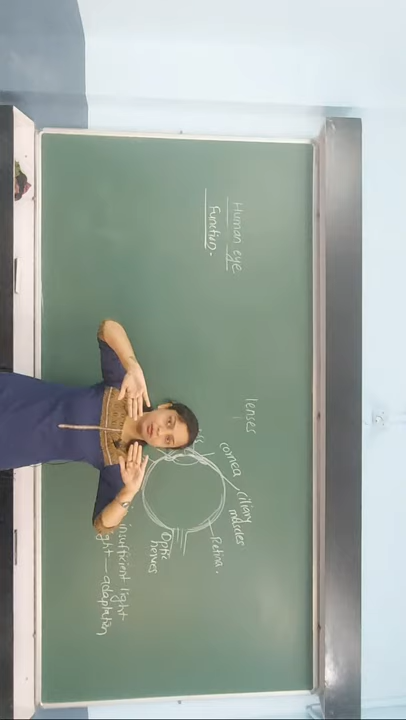 Human eye
Function.
lenses
cornea
ciliary
muscles
Retina.
Optic
nerves
insufficient light
light — adaptation